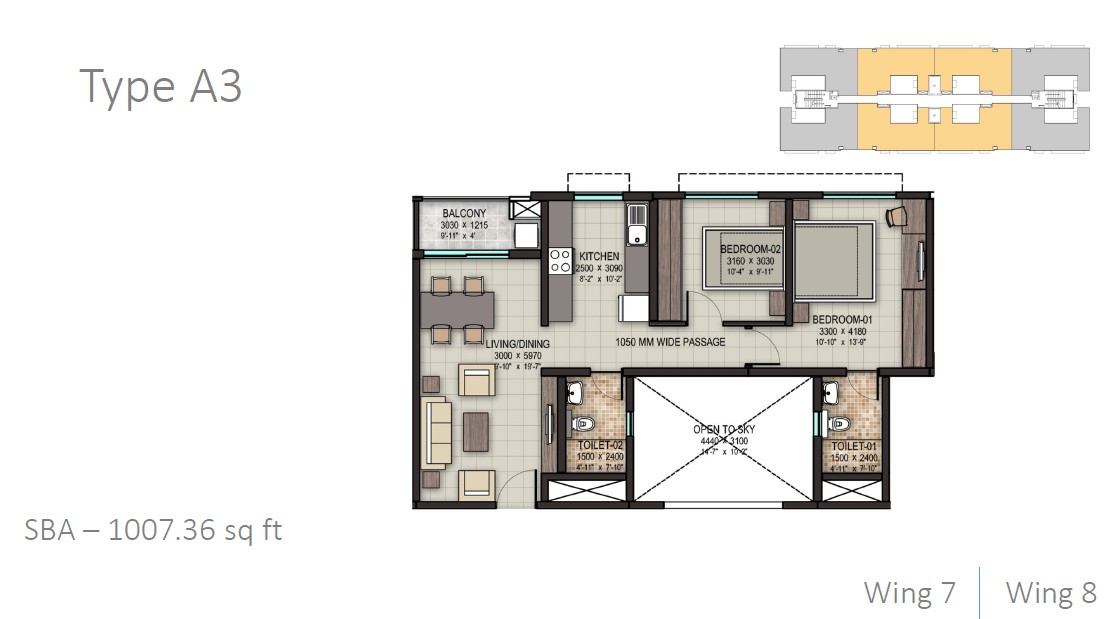 Type A3
BALCONY
3030 X 1215
9'-11" x 4'
KITCHEN
2500 X 3090
8'-2" x 10'-2"
BEDROOM-02
3160 X 3030
10'-4" x 9'-11"
BEDROOM-01
3300 X 4180
10'-10" x 13'-9"
LIVING/DINING
3000 X 5970
9'-10" x 19'-7"
1050 MM WIDE PASSAGE
TOILET-02
1500 X 2400
4'-11" x 7'-10"
OPEN TO SKY
4440 X 3100
14'-7" x 10'-2"
TOILET-01
1500 X 2400
4'-11" x 7'-10"
SBA – 1007.36 sq ft
Wing 7
Wing 8